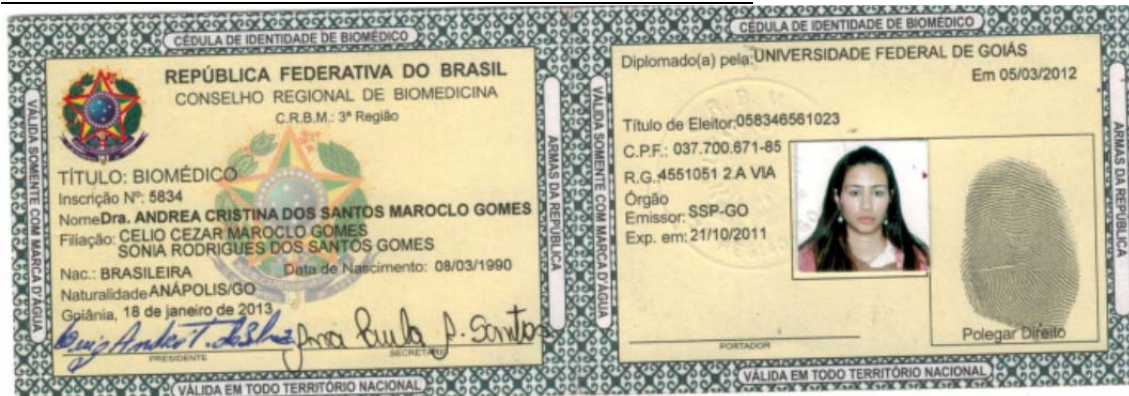 CÉDULA DE IDENTIDADE DE BIOMÉDICO
REPÚBLICA FEDERATIVA DO BRASIL
CONSELHO REGIONAL DE BIOMEDICINA
C.R.B.M.: 3ª Região
TÍTULO: BIOMÉDICO
Inscrição Nº: 5834
Nome Dra. ANDREA CRISTINA DOS SANTOS MAROCLO GOMES
Filiação: CELIO CEZAR MAROCLO GOMES
SONIA RODRIGUES DOS SANTOS GOMES
Nac.: BRASILEIRA Data de Nascimento: 08/03/1990
Naturalidade ANÁPOLIS/GO
Goiânia, 18 de janeiro de 2013
Ana Paula A. Santos
PRESIDENTE SECRETÁRIO
VÁLIDA SOMENTE COM MARCA D'AGUA
ARMAS DA REPÚBLICA
VÁLIDA EM TODO TERRITÓRIO NACIONAL
CÉDULA DE IDENTIDADE DE BIOMÉDICO
Diplomado(a) pela: UNIVERSIDADE FEDERAL DE GOIÁS
Em 05/03/2012
Título de Eleitor: 058346561023
C.P.F.: 037.700.671-85
R.G. 4551051 2.A VIA
Órgão
Emissor: SSP-GO
Exp. em: 21/10/2011
Polegar Direito
PORTADOR
VÁLIDA SOMENTE COM MARCA D'AGUA
ARMAS DA REPÚBLICA
VÁLIDA EM TODO TERRITÓRIO NACIONAL